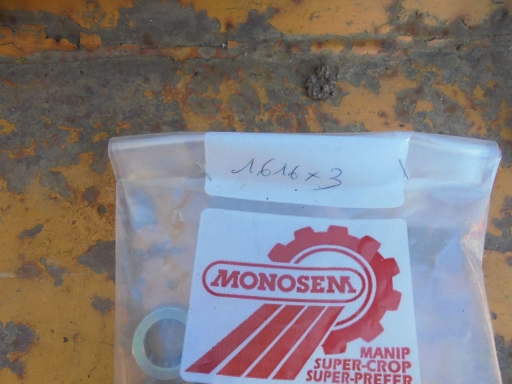 1616 x 3
MONOSEM
MANIP
SUPER-CROP
SUPER-PREFER